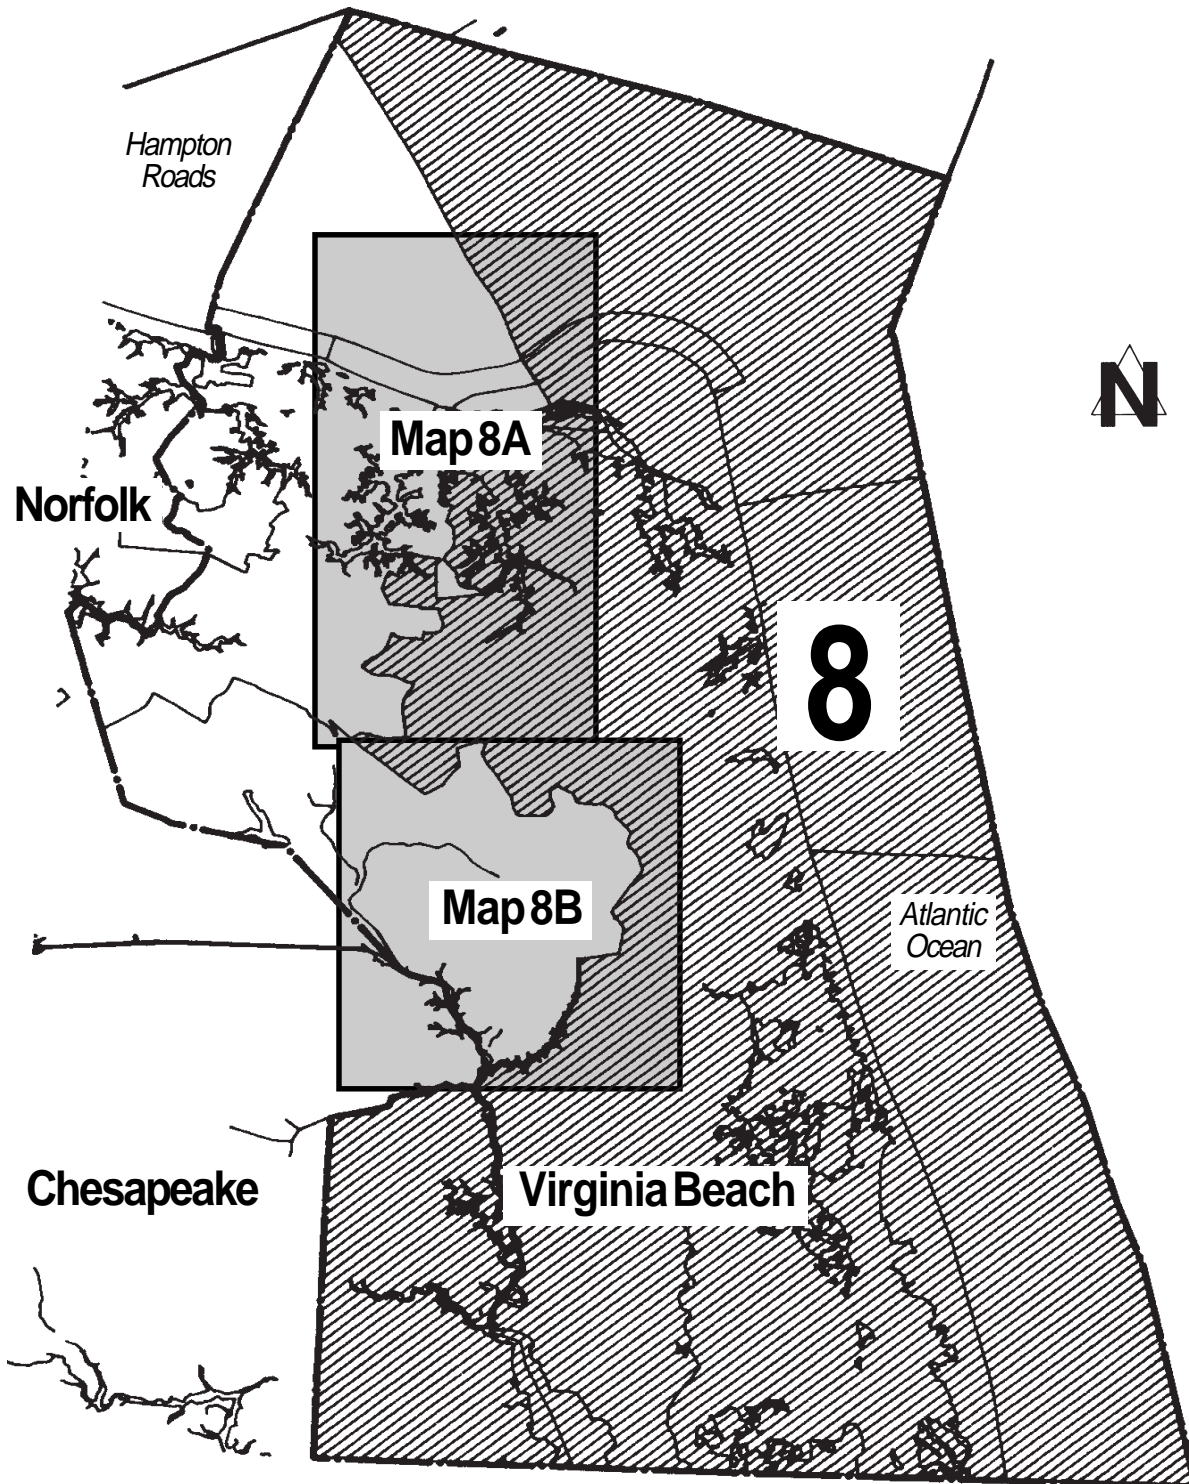 Hampton
Roads
Map 8A
N
Norfolk
8
Map 8B
Atlantic
Ocean
Chesapeake
Virginia Beach